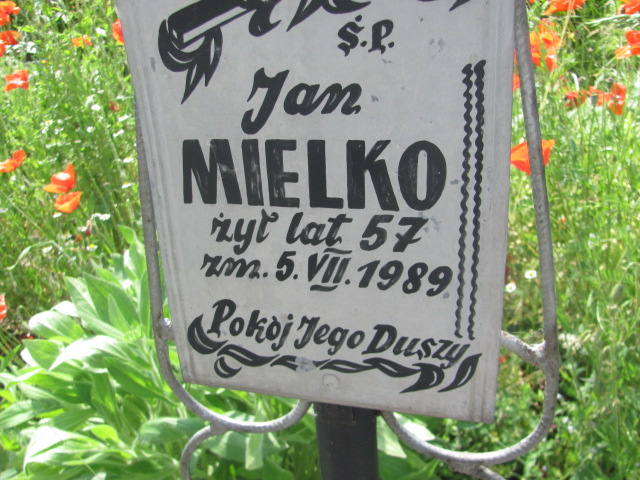 Ś.P.
Jan
MIELKO
żył lat 57
zm. 5. VII. 1989
Pokój Jego Duszy